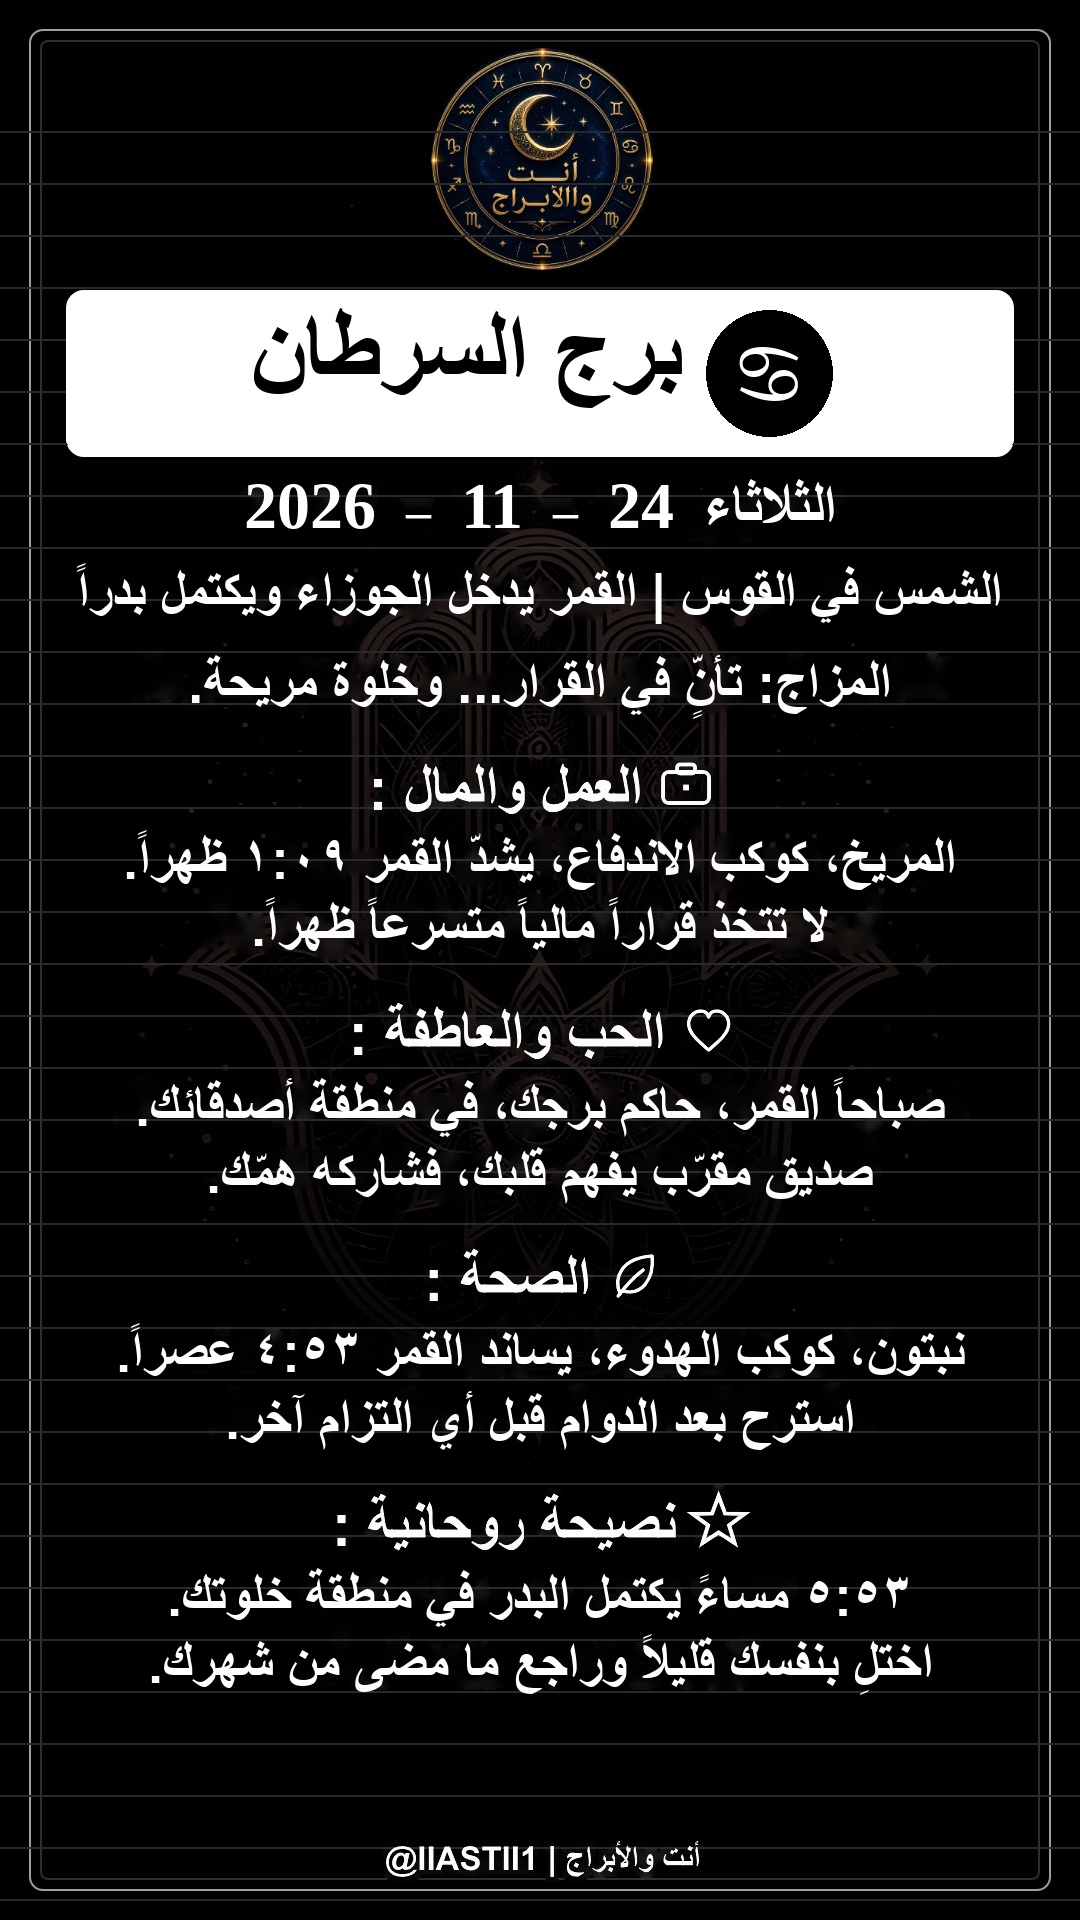 أنت
والأبراج
برج السرطان
الثلاثاء 24 – 11 – 2026
الشمس في القوس | القمر يدخل الجوزاء ويكتمل بدراً
المزاج: تأنٍّ في القرار... وخلوة مريحة.
العمل والمال :
المريخ، كوكب الاندفاع، يشدّ القمر ١:٠٩ ظهراً.
لا تتخذ قراراً مالياً متسرعاً ظهراً.
الحب والعاطفة :
صباحاً القمر، حاكم برجك، في منطقة أصدقائك.
صديق مقرّب يفهم قلبك، فشاركه همّك.
الصحة :
نبتون، كوكب الهدوء، يساند القمر ٤:٥٣ عصراً.
استرح بعد الدوام قبل أي التزام آخر.
نصيحة روحانية :
٥:٥٣ مساءً يكتمل البدر في منطقة خلوتك.
اختلِ بنفسك قليلاً وراجع ما مضى من شهرك.
أنت والأبراج | @IIASTII1